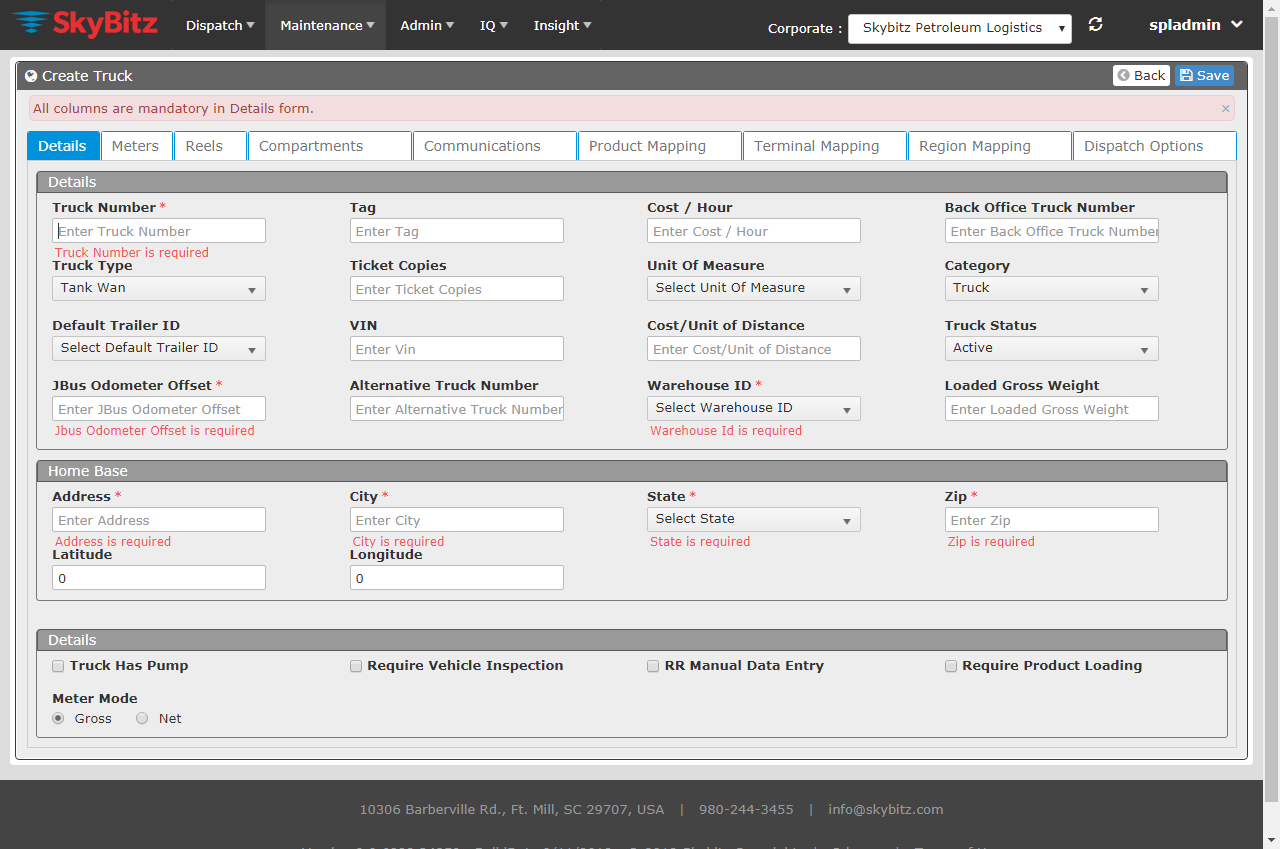 SkyBitz Dispatch Maintenance Admin IQ Insight Corporate : Skybitz Petroleum Logistics spladmin
Create Truck Back Save
All columns are mandatory in Details form. ×
Details Meters Reels Compartments Communications Product Mapping Terminal Mapping Region Mapping Dispatch Options
Details
Truck Number * Tag Cost / Hour Back Office Truck Number
Enter Truck Number Enter Tag Enter Cost / Hour Enter Back Office Truck Number
Truck Number is required
Truck Type Ticket Copies Unit Of Measure Category
Tank Wan Enter Ticket Copies Select Unit Of Measure Truck
Default Trailer ID VIN Cost/Unit of Distance Truck Status
Select Default Trailer ID Enter Vin Enter Cost/Unit of Distance Active
JBus Odometer Offset * Alternative Truck Number Warehouse ID * Loaded Gross Weight
Enter JBus Odometer Offset Enter Alternative Truck Number Select Warehouse ID Enter Loaded Gross Weight
Jbus Odometer Offset is required Warehouse Id is required
Home Base
Address * City * State * Zip *
Enter Address Enter City Select State Enter Zip
Address is required City is required State is required Zip is required
Latitude Longitude
0 0
Details
Truck Has Pump Require Vehicle Inspection RR Manual Data Entry Require Product Loading
Meter Mode
Gross Net
10306 Barberville Rd., Ft. Mill, SC 29707, USA | 980-244-3455 | info@skybitz.com